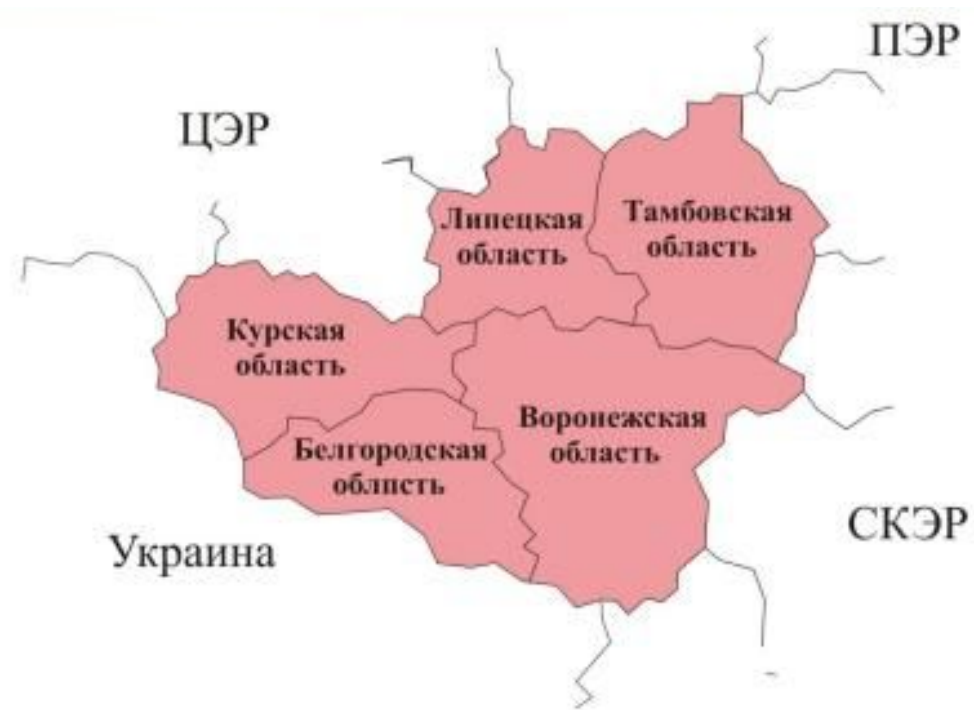 ПЭР
ЦЭР
Липецкая
область
Тамбовская
область
Курская
область
Воронежская
область
Белгородская
облпсть
СКЭР
Украина